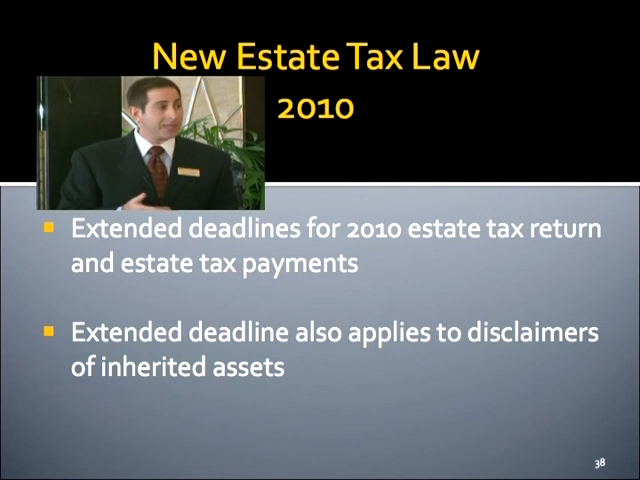 New Estate Tax Law
2010
Extended deadlines for 2010 estate tax return
and estate tax payments
Extended deadline also applies to disclaimers
of inherited assets
38